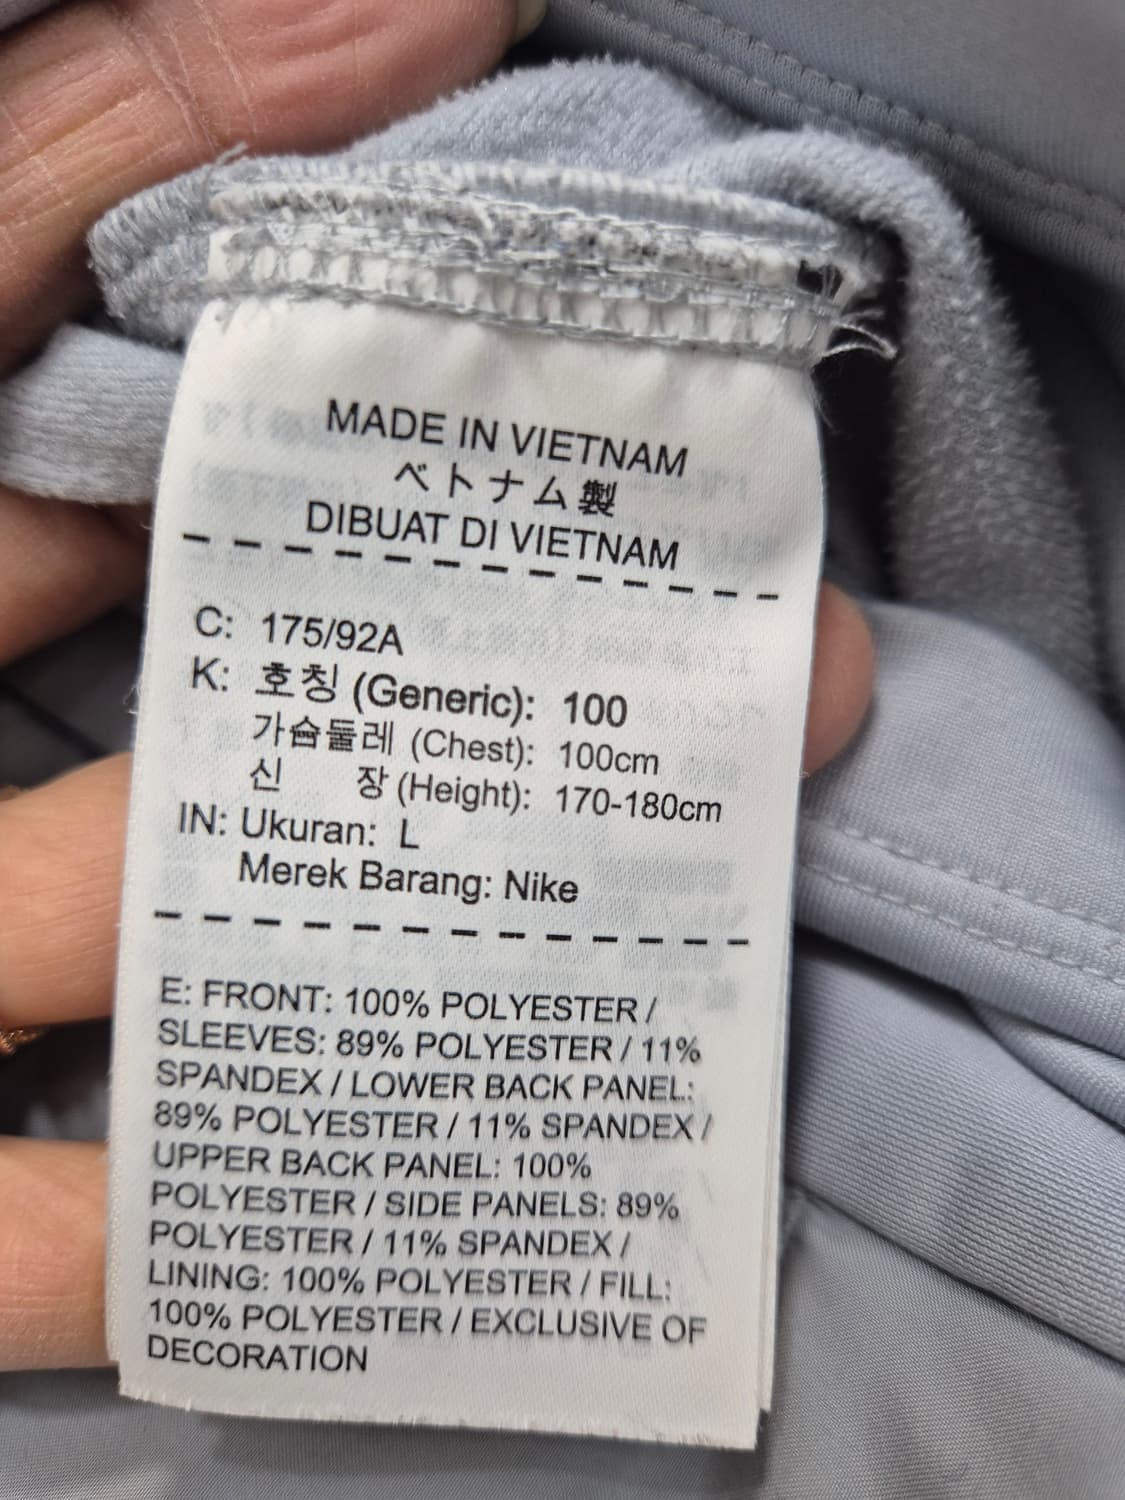 MADE IN VIETNAM
ベトナム製
DIBUAT DI VIETNAM
C: 175/92A
K: 호칭 (Generic): 100
가슴둘레 (Chest): 100cm
신 장 (Height): 170-180cm
IN: Ukuran: L
Merek Barang: Nike
E: FRONT: 100% POLYESTER /
SLEEVES: 89% POLYESTER / 11%
SPANDEX / LOWER BACK PANEL:
89% POLYESTER / 11% SPANDEX /
UPPER BACK PANEL: 100%
POLYESTER / SIDE PANELS: 89%
POLYESTER / 11% SPANDEX /
LINING: 100% POLYESTER / FILL:
100% POLYESTER / EXCLUSIVE OF
DECORATION